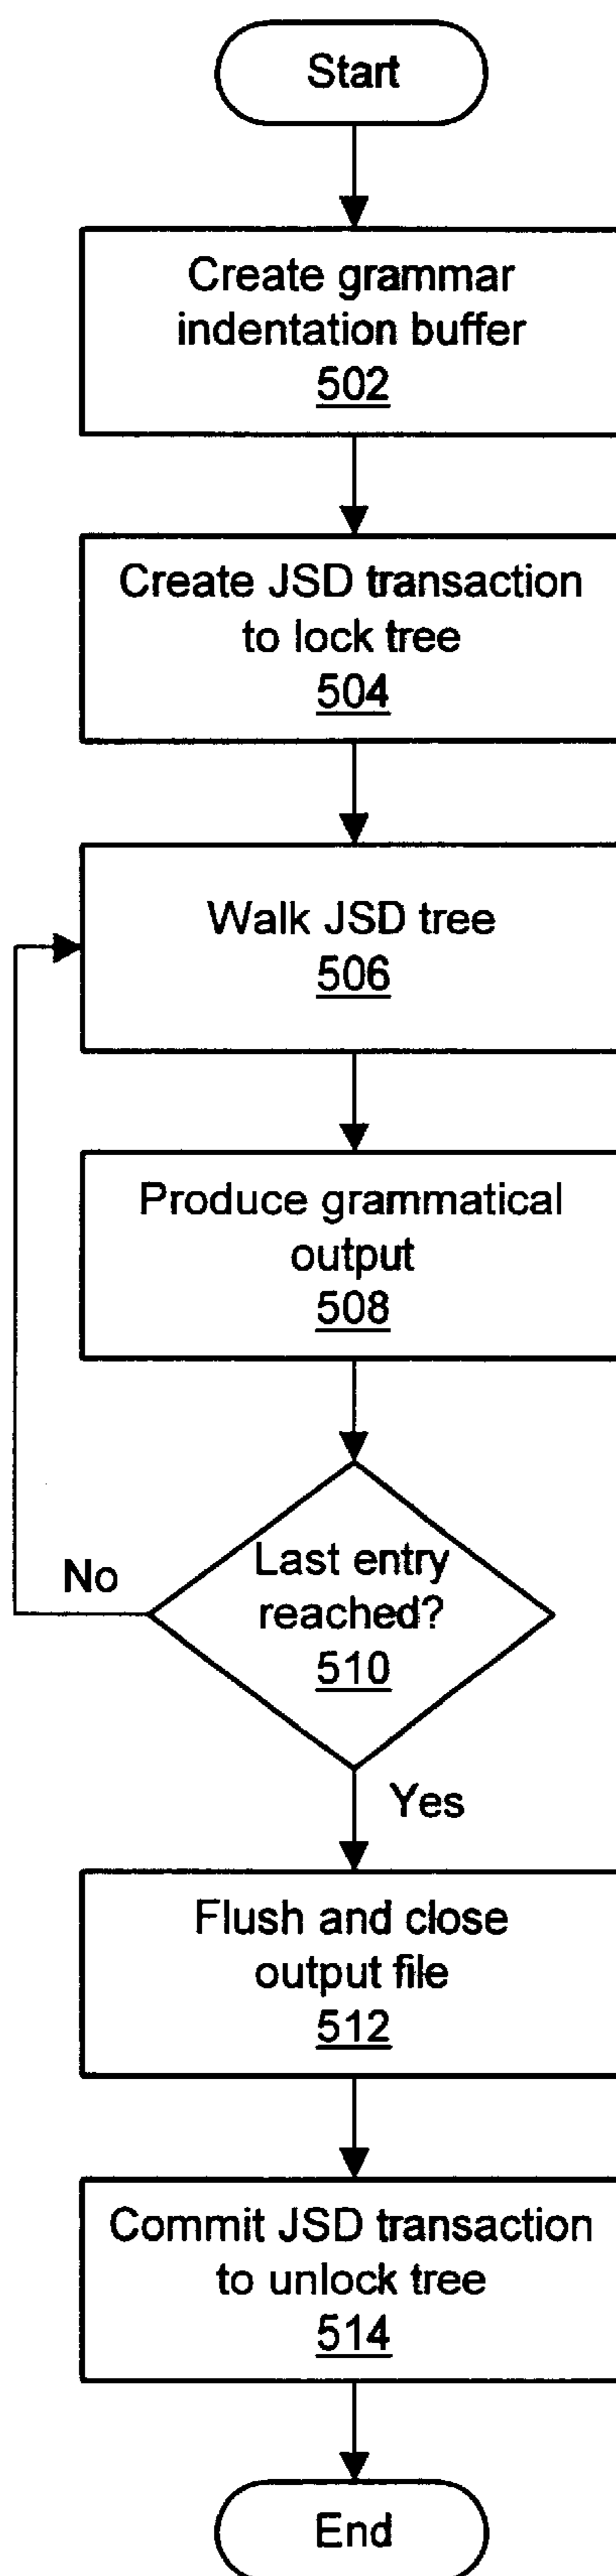 Start
Create grammar
indentation buffer
502
Create JSD transaction
to lock tree
504
Walk JSD tree
506
Produce grammatical
output
508
Last entry
reached?
510
No
Yes
Flush and close
output file
512
Commit JSD transaction
to unlock tree
514
End